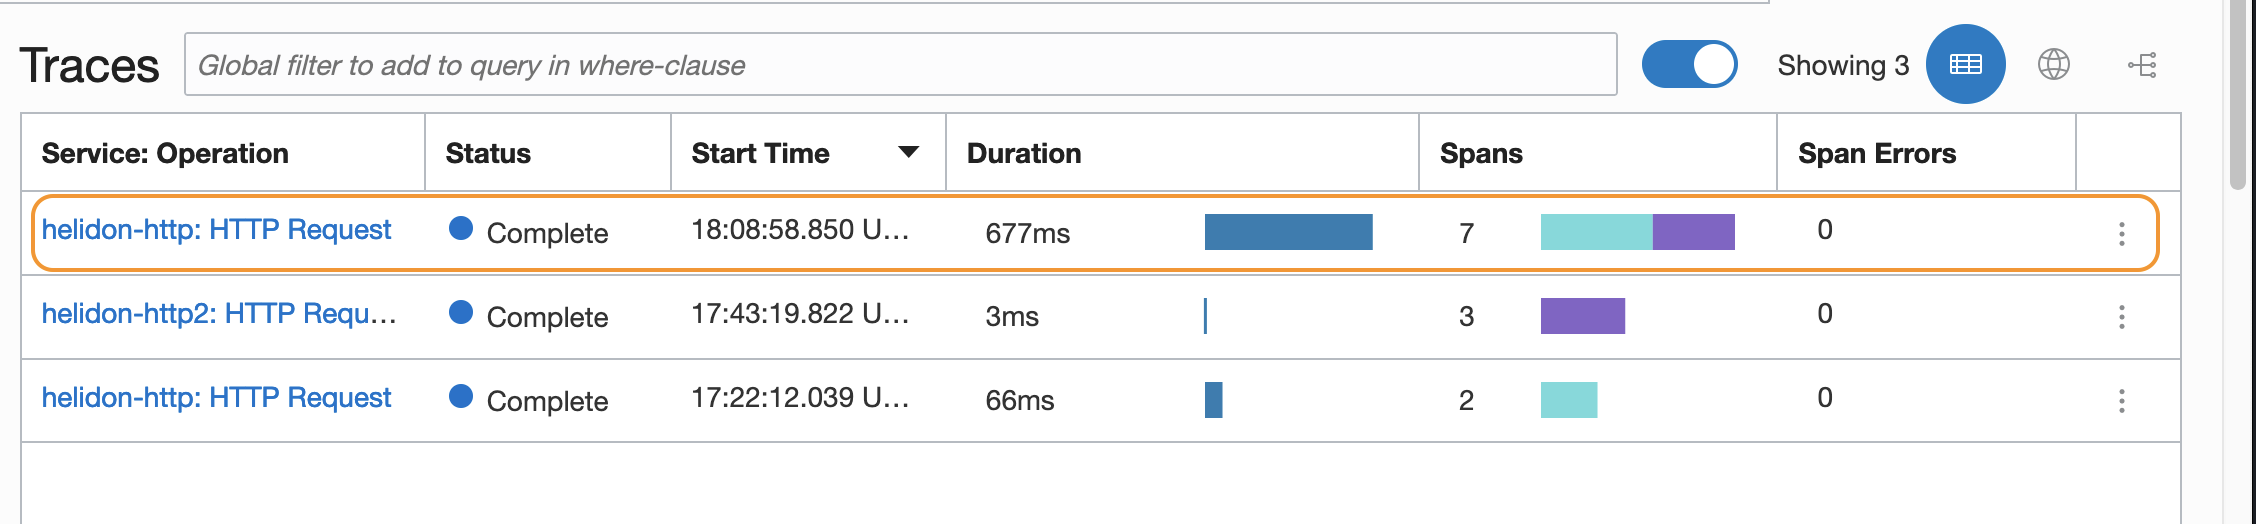 Traces Global filter to add to query in where-clause Showing 3
Service: Operation Status Start Time Duration Spans Span Errors
helidon-http: HTTP Request Complete 18:08:58.850 U... 677ms 7 0
helidon-http2: HTTP Requ... Complete 17:43:19.822 U... 3ms 3 0
helidon-http: HTTP Request Complete 17:22:12.039 U... 66ms 2 0